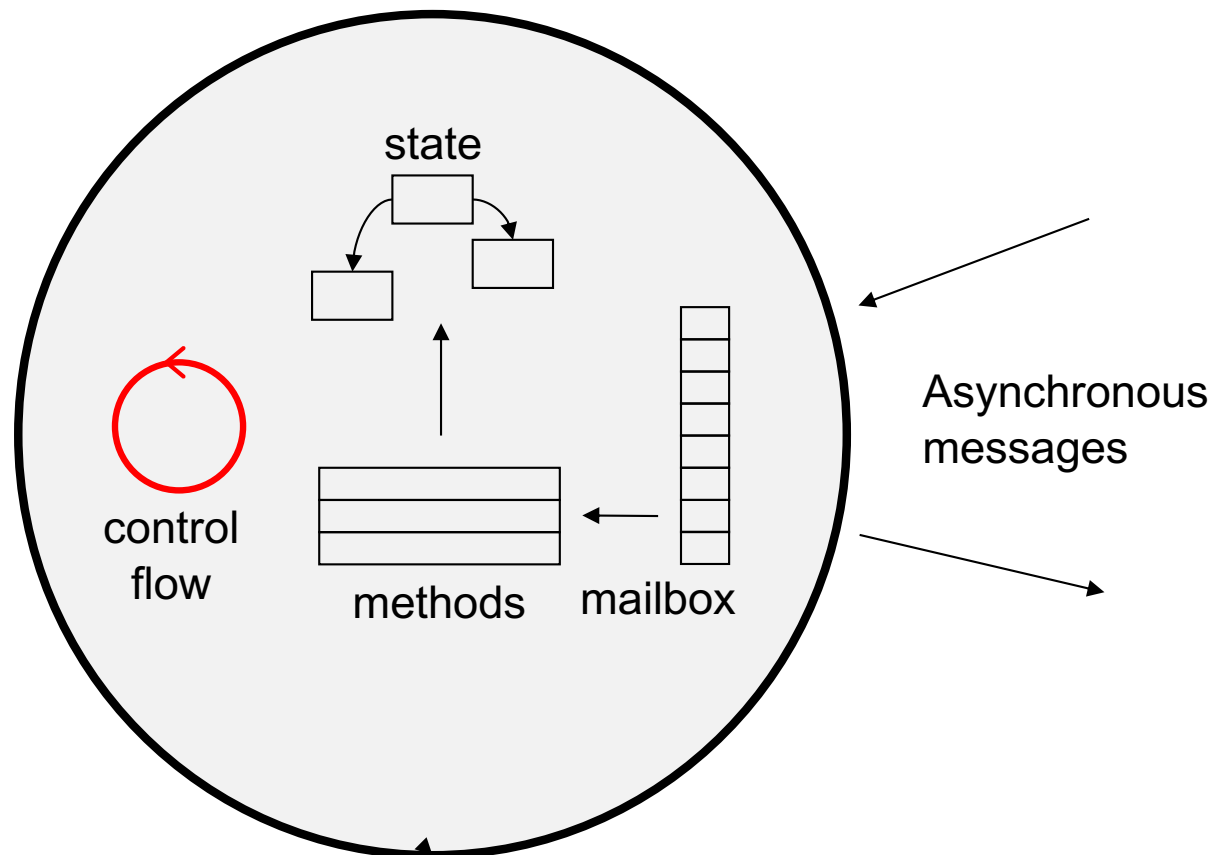 state
Asynchronous
messages
control
flow
methods
mailbox